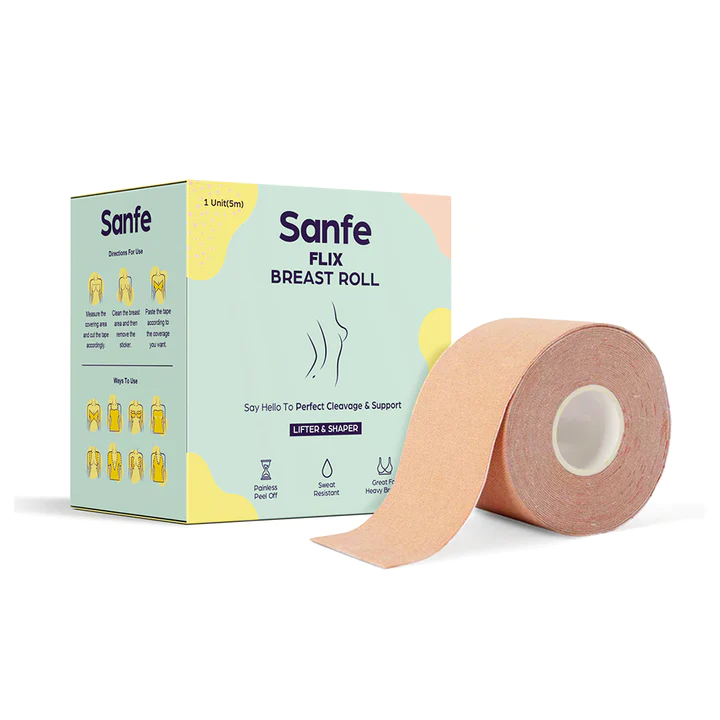 Sanfe
Directions For Use
Measure the
covering area
and cut the tape
accordingly.
Clean the breast
area and then
remove the
sticker.
Paste the tape
according to
the coverage
you want.
Ways To Use
1 Unit(5m)
Sanfe
FLIX
BREAST ROLL
Say Hello To Perfect Cleavage & Support
LIFTER & SHAPER
Painless
Peel Off
Sweat
Resistant
Great
Heavy